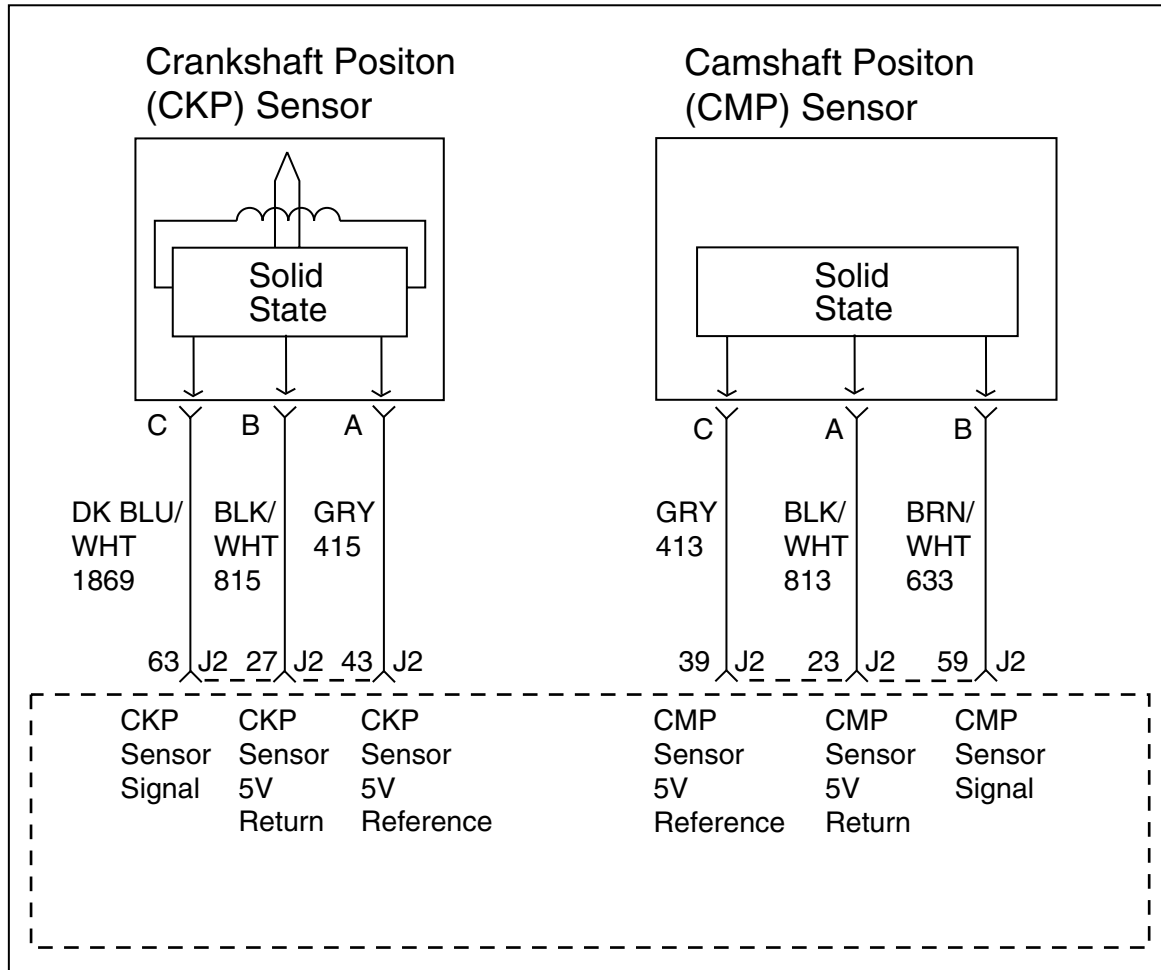 Crankshaft Positon
(CKP) Sensor
Camshaft Positon
(CMP) Sensor
Solid
State
Solid
State
C B A
C A B
DK BLU/
WHT
1869
BLK/
WHT
815
GRY
415
GRY
413
BLK/
WHT
813
BRN/
WHT
633
63 J2 27 J2 43 J2
39 J2 23 J2 59 J2
CKP
Sensor
Signal
CKP
Sensor
5V
Return
CKP
Sensor
5V
Reference
CMP
Sensor
5V
Reference
CMP
Sensor
5V
Return
CMP
Sensor
Signal